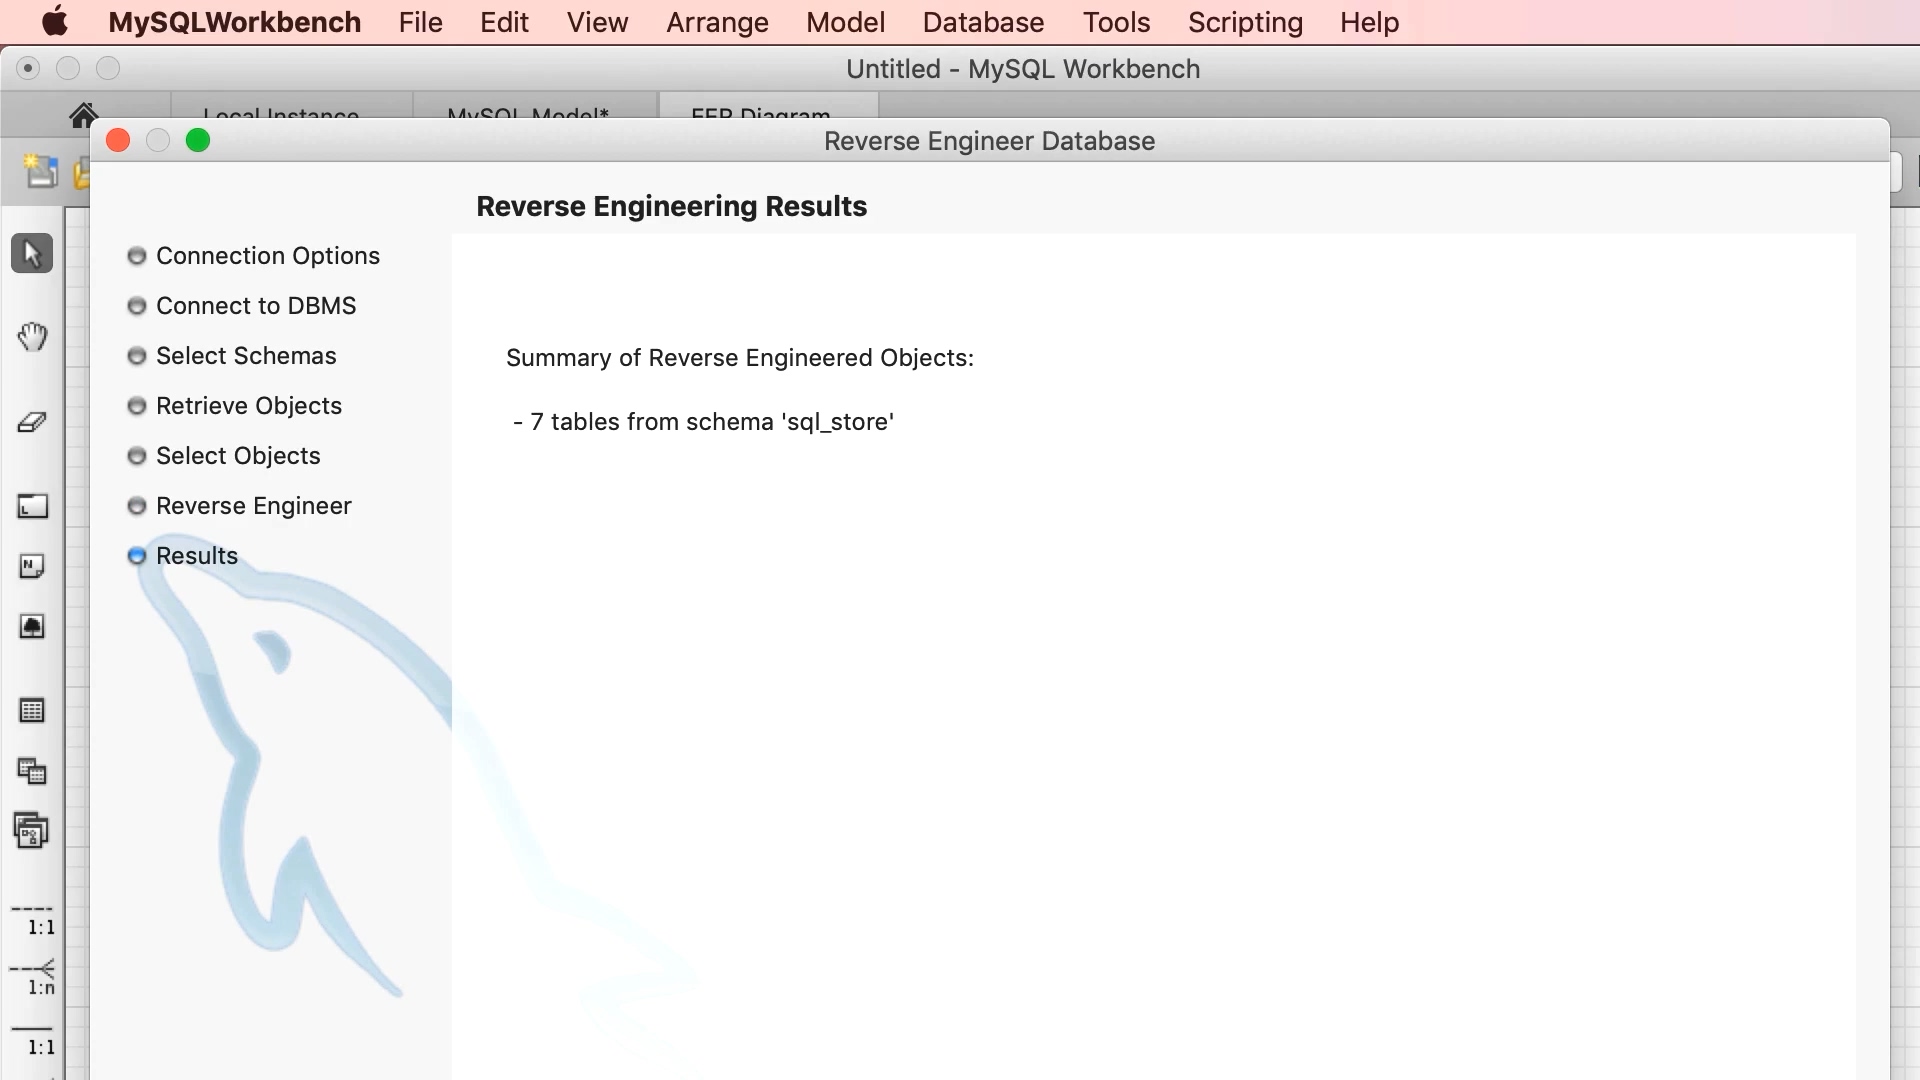 MySQLWorkbench File Edit View Arrange Model Database Tools Scripting Help
Untitled - MySQL Workbench
Local Instance MySQL Model* EER Diagram
Reverse Engineer Database
Reverse Engineering Results
Connection Options
Connect to DBMS
Select Schemas
Retrieve Objects
Select Objects
Reverse Engineer
Results
Summary of Reverse Engineered Objects:
- 7 tables from schema 'sql_store'
L
N
1:1
1:n
1:1